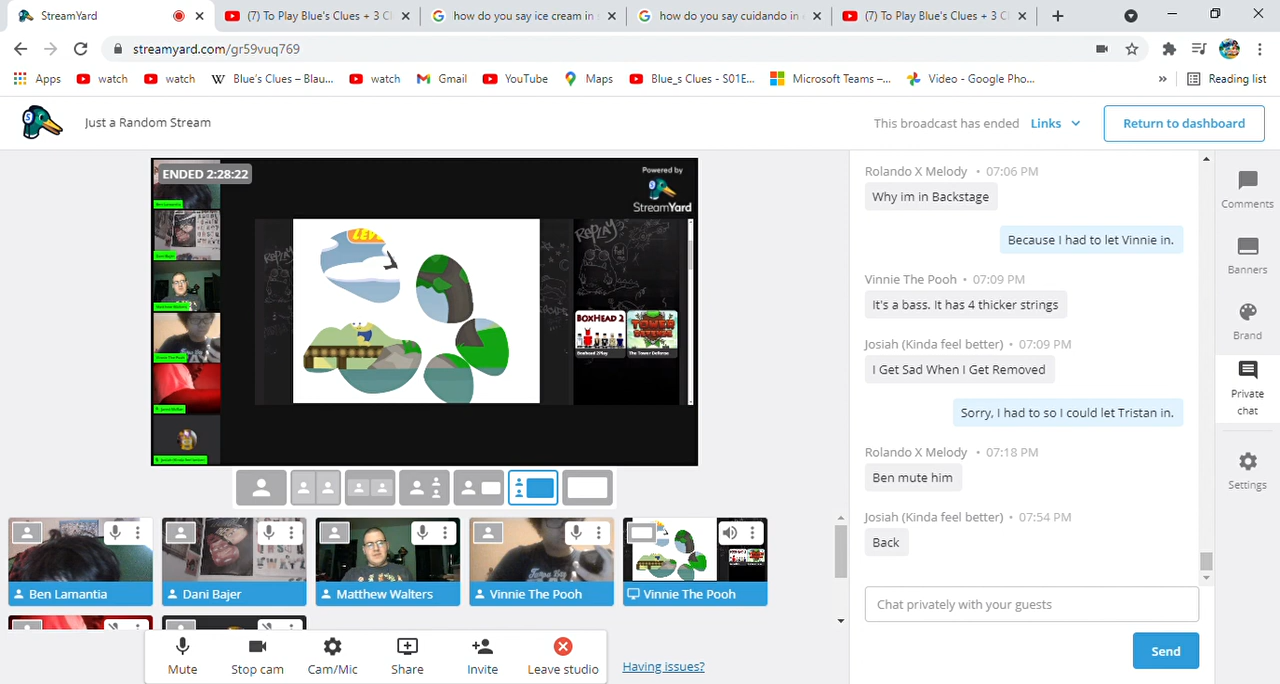 StreamYard
(7) To Play Blue's Clues + 3 C
how do you say ice cream in s
how do you say cuidando in
(7) To Play Blue's Clues + 3 C
streamyard.com/gr59vuq769
Apps
watch
watch
Blue's Clues – Blau...
watch
Gmail
YouTube
Maps
Blue_s Clues - S01E...
Microsoft Teams –...
Video - Google Pho...
»
Reading list
Just a Random Stream
This broadcast has ended
Links
Return to dashboard
ENDED 2:28:22
Powered by
StreamYard
REPLAY
BOXHEAD 2
TOWER
DEFENSE
Boxhead 2Play
The Tower Defense
Rolando X Melody • 07:06 PM
Why im in Backstage
Because I had to let Vinnie in.
Vinnie The Pooh • 07:09 PM
It's a bass. It has 4 thicker strings
Josiah (Kinda feel better) • 07:09 PM
I Get Sad When I Get Removed
Sorry, I had to so I could let Tristan in.
Rolando X Melody • 07:18 PM
Ben mute him
Josiah (Kinda feel better) • 07:54 PM
Back
Chat privately with your guests
Send
Comments
Banners
Brand
Private
chat
Settings
Ben Lamantia
Dani Bajer
Matthew Walters
Vinnie The Pooh
Vinnie The Pooh
Mute
Stop cam
Cam/Mic
Share
Invite
Leave studio
Having issues?